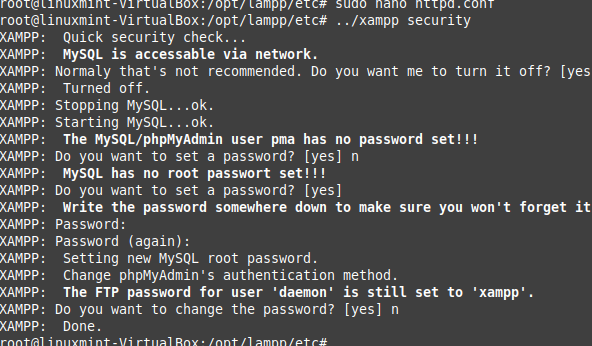 root@linuxmint-VirtualBox:/opt/lampp/etc# sudo nano httpd.conf
root@linuxmint-VirtualBox:/opt/lampp/etc# ../xampp security
XAMPP:  Quick security check...
XAMPP:  MySQL is accessable via network.
XAMPP: Normaly that's not recommended. Do you want me to turn it off? [yes
XAMPP:  Turned off.
XAMPP: Stopping MySQL...ok.
XAMPP: Starting MySQL...ok.
XAMPP:  The MySQL/phpMyAdmin user pma has no password set!!!
XAMPP: Do you want to set a password? [yes] n
XAMPP:  MySQL has no root passwort set!!!
XAMPP: Do you want to set a password? [yes]
XAMPP:  Write the password somewhere down to make sure you won't forget it
XAMPP: Password:
XAMPP: Password (again):
XAMPP:  Setting new MySQL root password.
XAMPP:  Change phpMyAdmin's authentication method.
XAMPP:  The FTP password for user 'daemon' is still set to 'xampp'.
XAMPP: Do you want to change the password? [yes] n
XAMPP:  Done.
root@linuxmint-VirtualBox:/opt/lampp/etc#